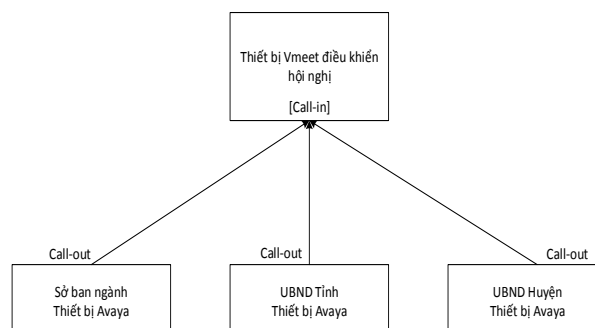 Thiết bị Vmeet điều khiển
hội nghị
[Call-in]
Call-out
Call-out
Call-out
Sở ban ngành
Thiết bị Avaya
UBND Tỉnh
Thiết bị Avaya
UBND Huyện
Thiết bị Avaya